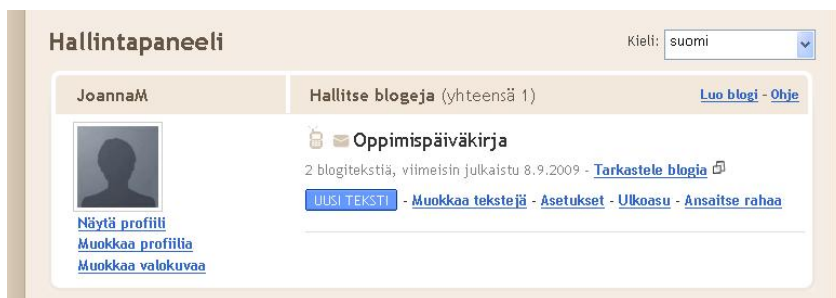 Hallintapaneeli
Kieli: suomi
JoannaM
Hallitse blogeja (yhteensä 1)
Luo blogi - Ohje
Oppimispäiväkirja
2 blogitekstiä, viimeisin julkaistu 8.9.2009 - Tarkastele blogia
UUSI TEKSTI - Muokkaa tekstejä - Asetukset - Ulkoasu - Ansaitse rahaa
Näytä profiili
Muokkaa profiilia
Muokkaa valokuvaa